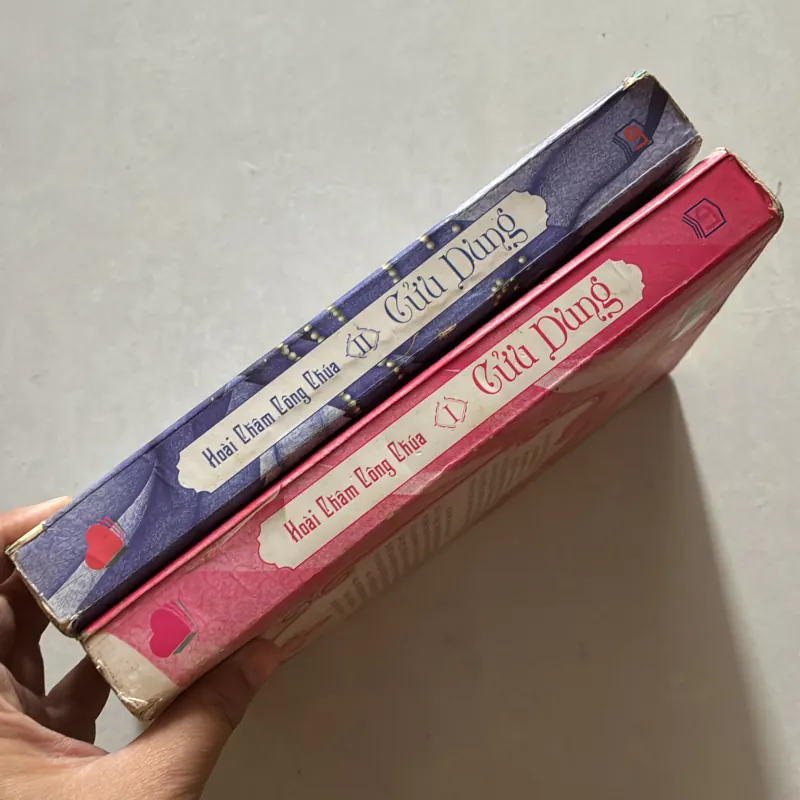 Hoài Châm Công Chúa II Cửu Dung
Hoài Châm Công Chúa I Cửu Dung